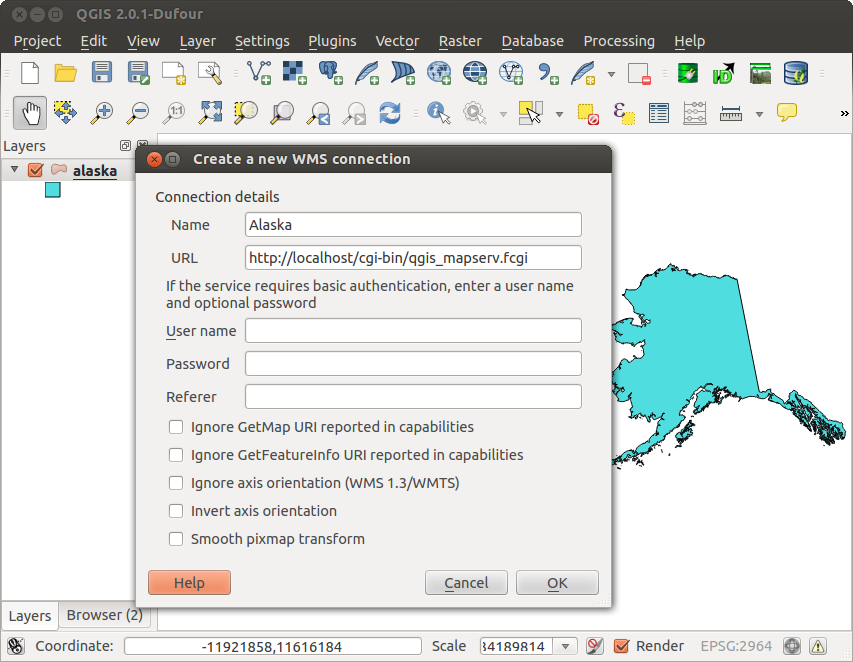 QGIS 2.0.1-Dufour
Project Edit View Layer Settings Plugins Vector Raster Database Processing Help
Layers
alaska
Create a new WMS connection
Connection details
Name Alaska
URL http://localhost/cgi-bin/qgis_mapserv.fcgi
If the service requires basic authentication, enter a user name
and optional password
User name
Password
Referer
Ignore GetMap URI reported in capabilities
Ignore GetFeatureInfo URI reported in capabilities
Ignore axis orientation (WMS 1.3/WMTS)
Invert axis orientation
Smooth pixmap transform
Help Cancel OK
Layers Browser (2)
Coordinate: -11921858,11616184 Scale 34189814 Render EPSG:2964